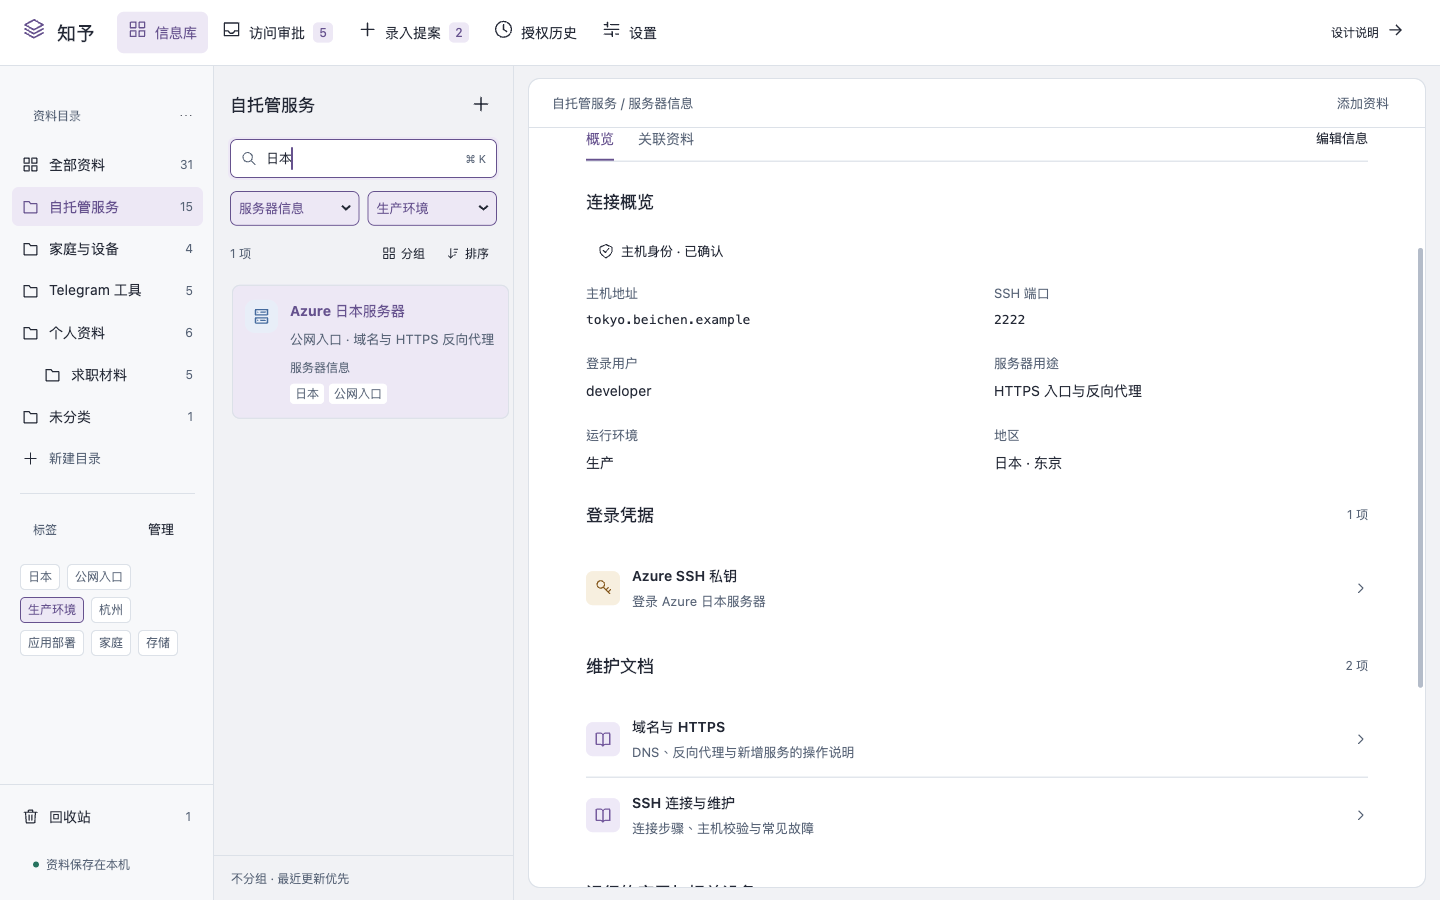 知予
信息库
访问审批 5
录入提案 2
授权历史
设置
设计说明
资料目录
全部资料 31
自托管服务 15
家庭与设备 4
Telegram 工具 5
个人资料 6
求职材料 5
未分类 1
新建目录
标签 管理
日本 公网入口
生产环境 杭州
应用部署 家庭 存储
回收站 1
资料保存在本机
自托管服务
日本 ⌘ K
服务器信息 生产环境
1 项 分组 排序
Azure 日本服务器
公网入口 · 域名与 HTTPS 反向代理
服务器信息
日本 公网入口
不分组 · 最近更新优先
自托管服务 / 服务器信息 添加资料
概览 关联资料 编辑信息
连接概览
主机身份 · 已确认
主机地址 SSH 端口
tokyo.beichen.example 2222
登录用户 服务器用途
developer HTTPS 入口与反向代理
运行环境 地区
生产 日本 · 东京
登录凭据 1 项
Azure SSH 私钥
登录 Azure 日本服务器
维护文档 2 项
域名与 HTTPS
DNS、反向代理与新增服务的操作说明
SSH 连接与维护
连接步骤、主机校验与常见故障